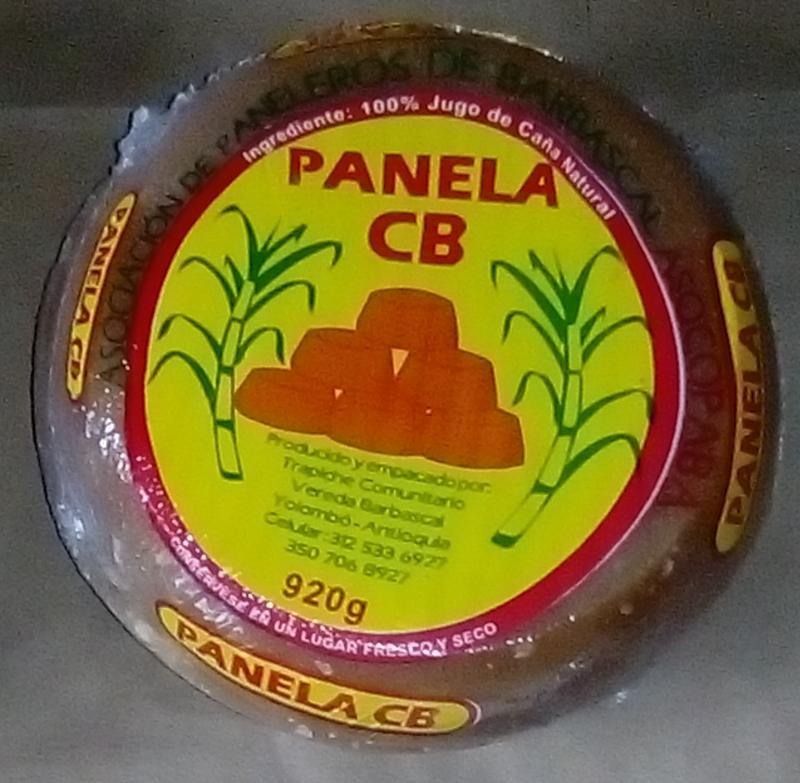 ASOCIACIÓN DE PANELEROS DE BARBASCAL ASOCOPABA
Ingrediente: 100% Jugo de Caña Natural
PANELA
CB
Producido y empacado por:
Trapiche Comunitario
Vereda Barbascal
Yolombó - Antioquia
Celular: 312 533 6927
350 706 8927
920g
CONSÉRVESE EN UN LUGAR FRESCO Y SECO
PANELA CB
PANELA CB
PANELA CB